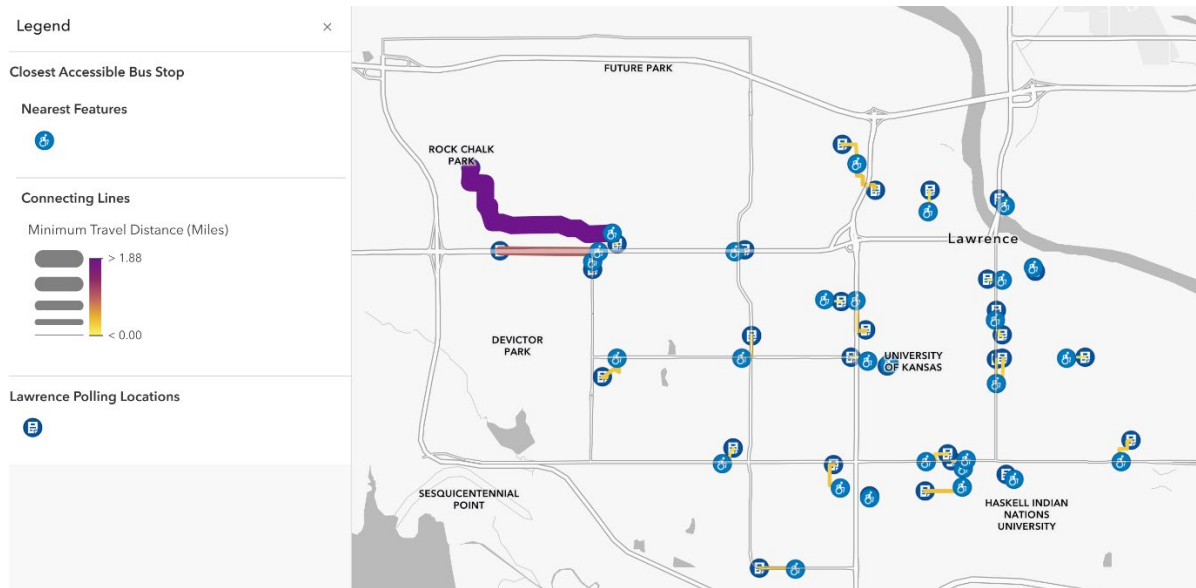 Legend
×
Closest Accessible Bus Stop
Nearest Features
Connecting Lines
Minimum Travel Distance (Miles)
> 1.88
< 0.00
Lawrence Polling Locations
FUTURE PARK
ROCK CHALK
PARK
Lawrence
DEVICTOR
PARK
UNIVERSITY
OF KANSAS
SESQUICENTENNIAL
POINT
HASKELL INDIAN
NATIONS
UNIVERSITY